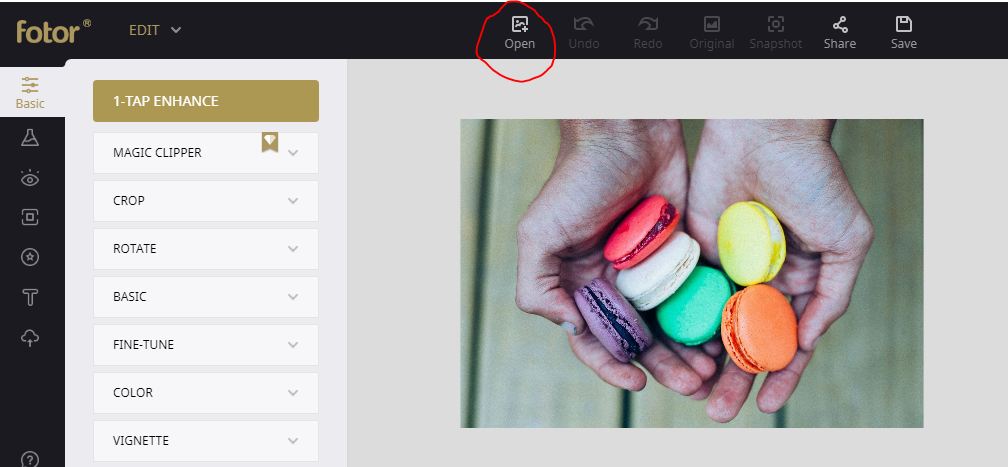 fotor®
EDIT
Open
Undo
Redo
Original
Snapshot
Share
Save
Basic
1-TAP ENHANCE
MAGIC CLIPPER
CROP
ROTATE
BASIC
FINE-TUNE
COLOR
VIGNETTE